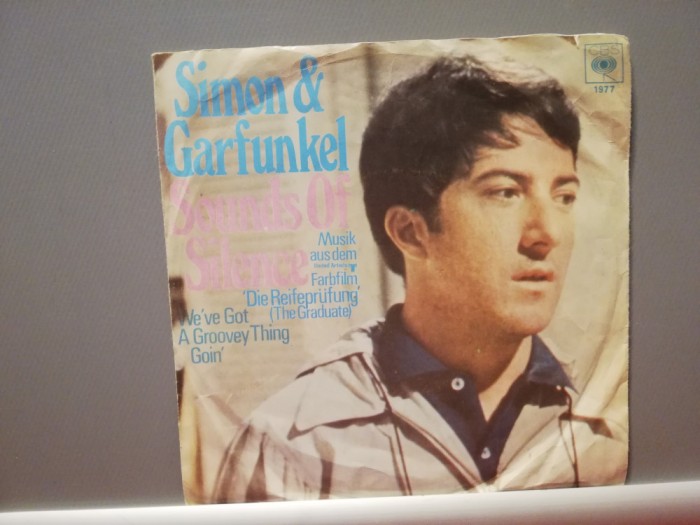 Simon &
Garfunkel
Sounds Of
Silence
Musik
aus dem
Farbfilm
'Die Reifeprüfung'
(The Graduate)
We've Got
A Groovey Thing
Goin'
CBS
1977